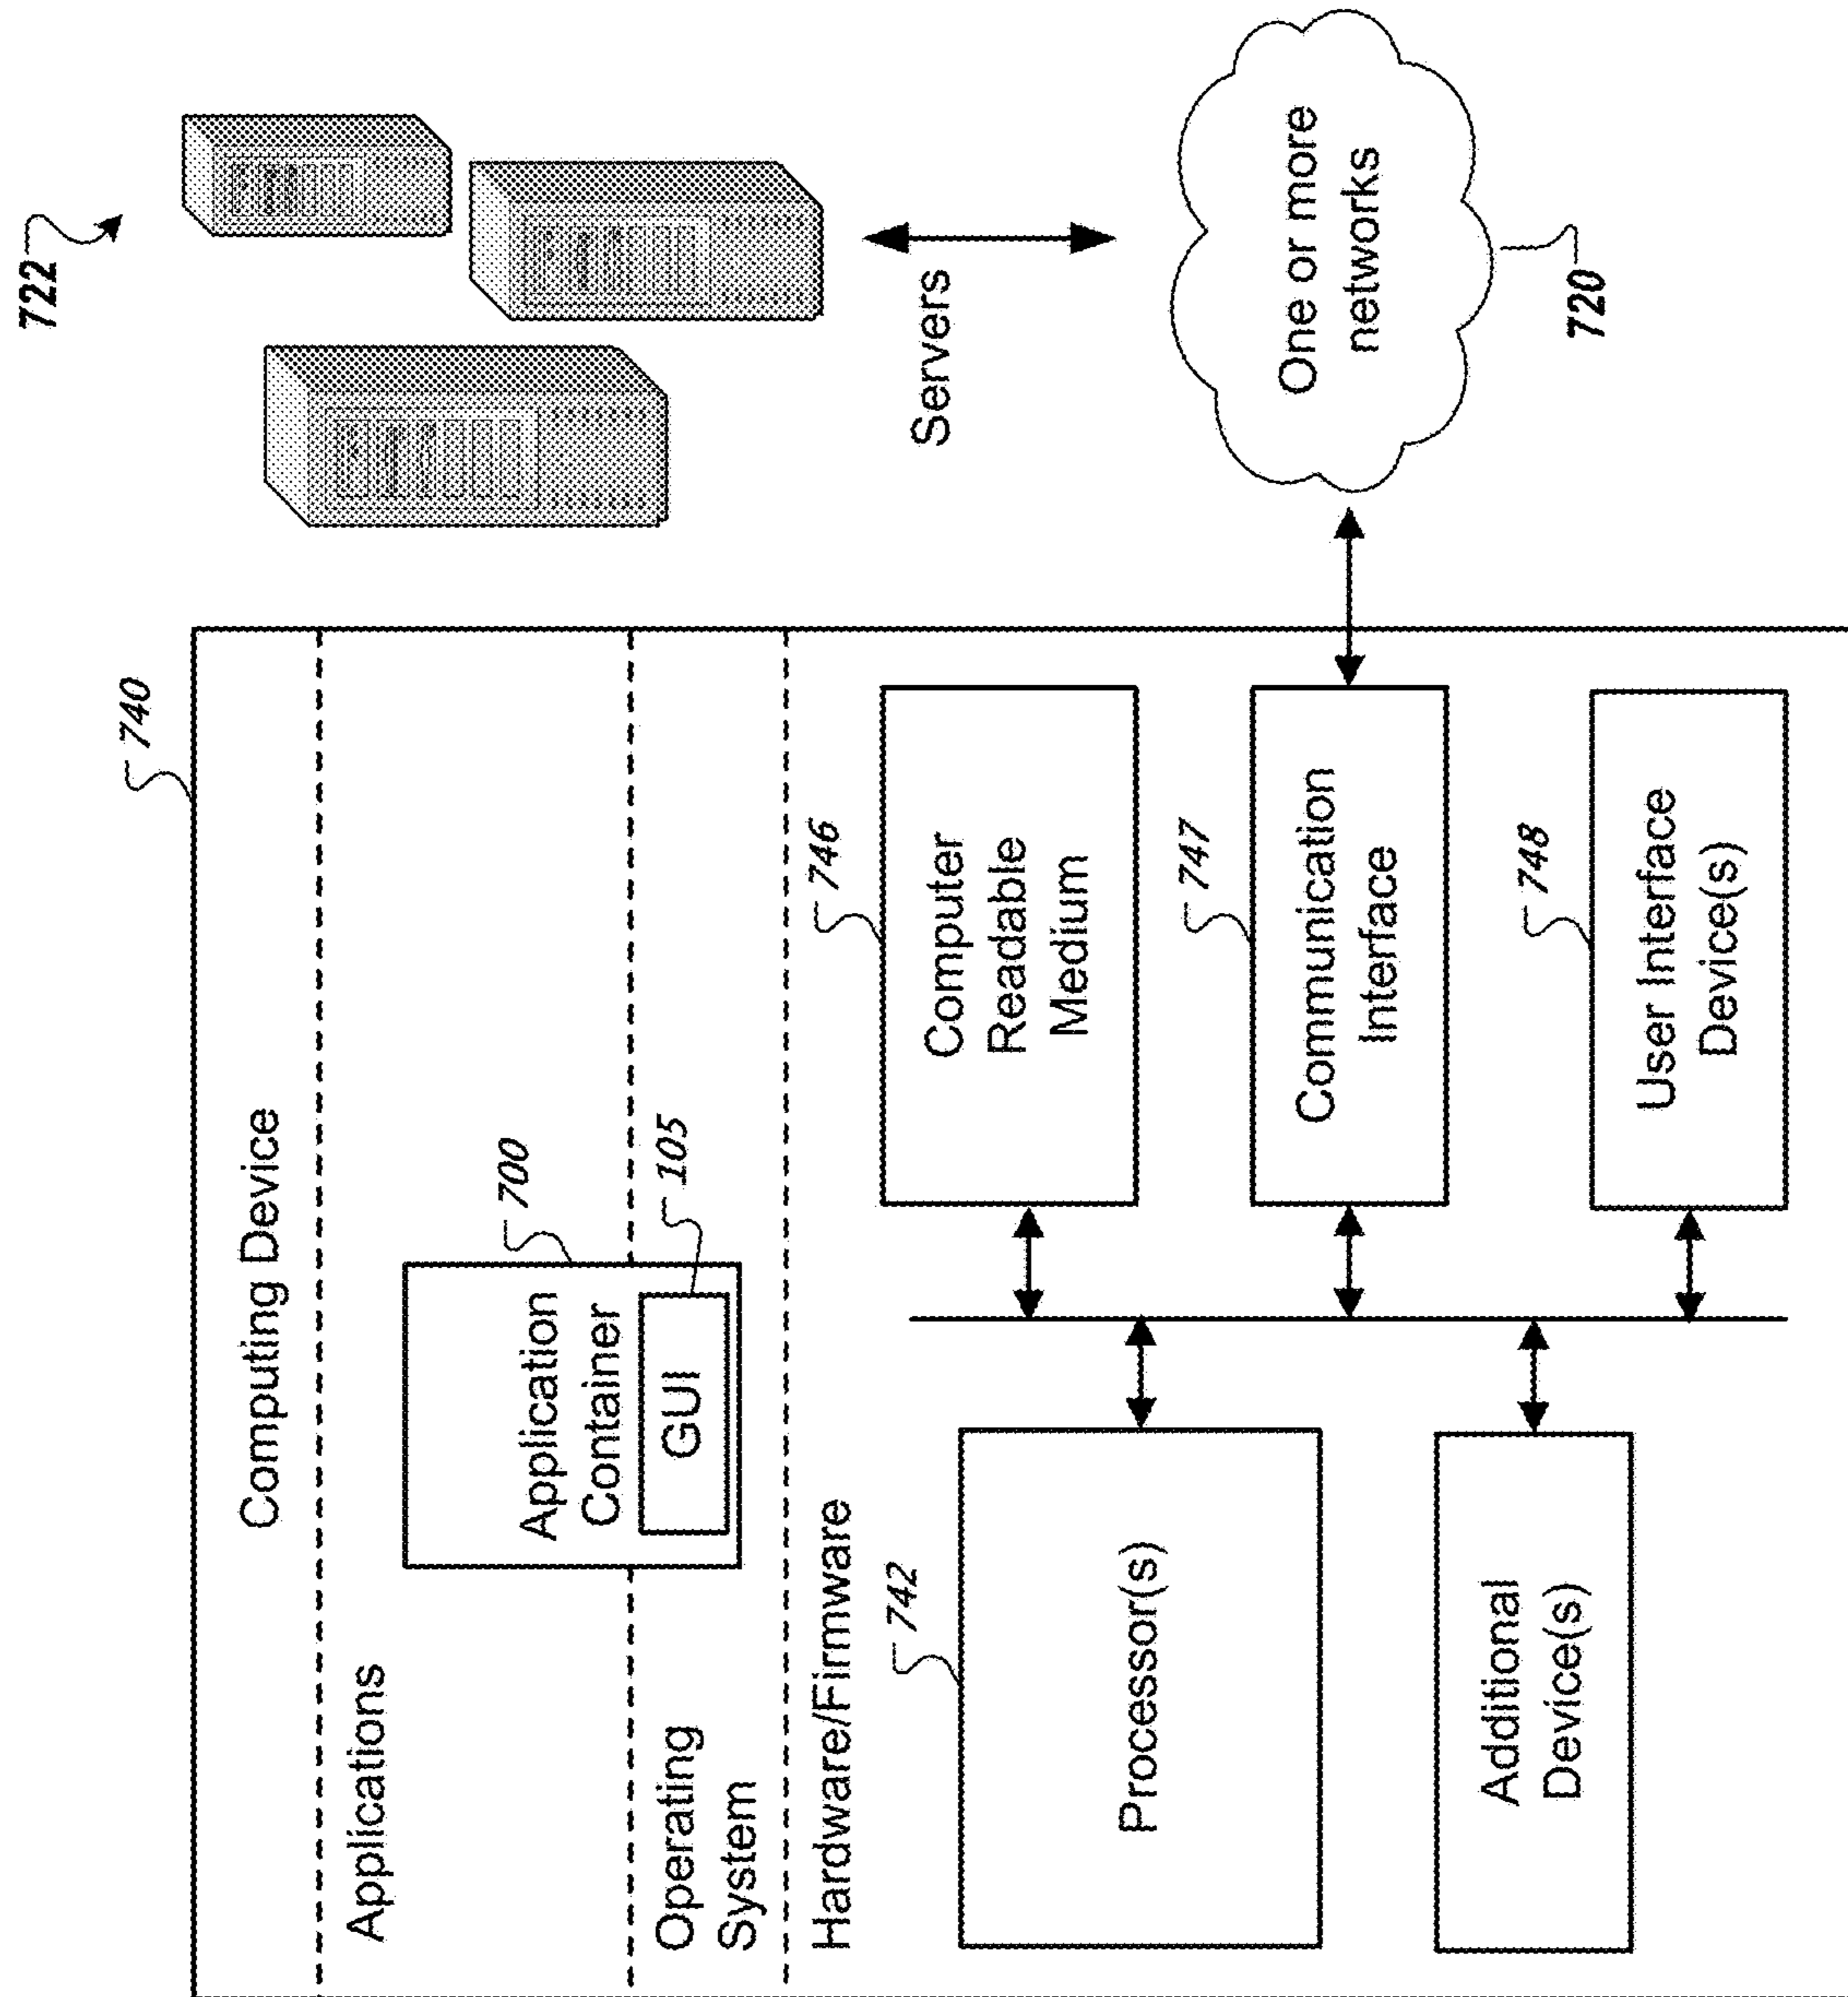 740
Computing Device
Applications
Application
Container
700
GUI
105
Operating
System
Hardware/Firmware
742
Processor(s)
Additional
Device(s)
746
Computer
Readable
Medium
747
Communication
Interface
748
User Interface
Device(s)
722
Servers
One or more
networks
720